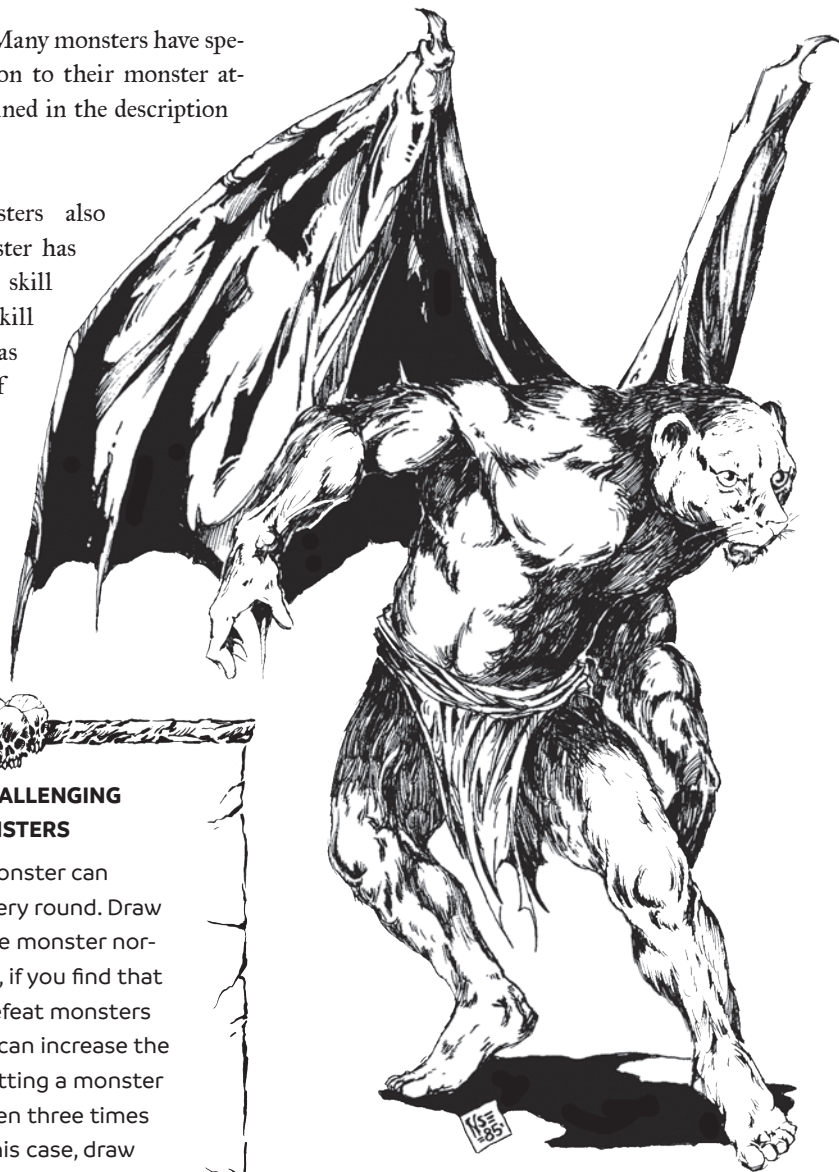 Many monsters have spe-
on to their monster at-
ned in the description
sters also
ster has
skill
kill
as
f
ALLENGING
NSTERS
onster can
ery round. Draw
e monster nor-
, if you find that
efeat monsters
can increase the
tting a monster
en three times
his case, draw